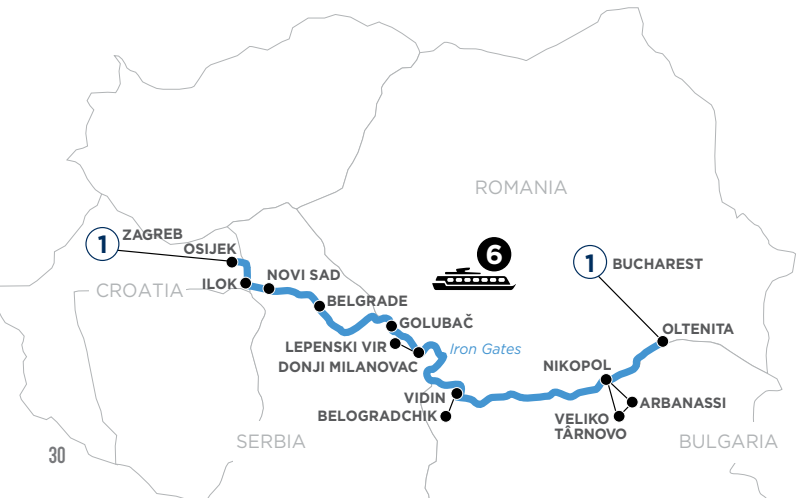 ROMANIA
1 ZAGREB
OSIJEK
6
1 BUCHAREST
NOVI SAD
ILOK
CROATIA
BELGRADE
GOLUBAČ
OLTENITA
LEPENSKI VIR
Iron Gates
DONJI MILANOVAC
NIKOPOL
VIDIN
ARBANASSI
BELOGRADCHIK
VELIKO
TÂRNOVO
SERBIA
BULGARIA
30